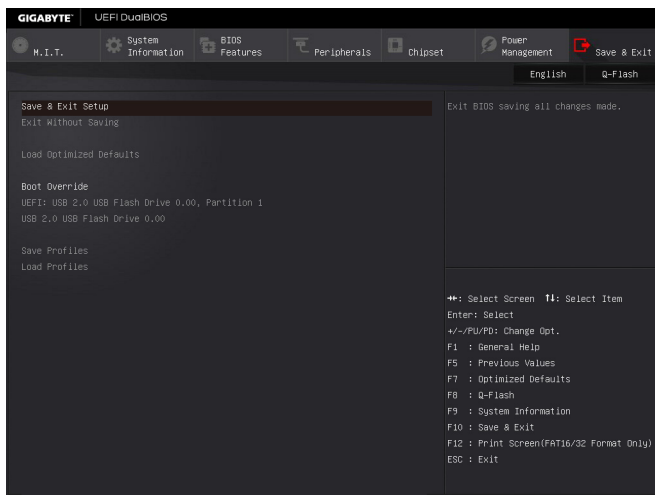 GIGABYTE™ UEFI DualBIOS
M.I.T.
System
Information
BIOS
Features
Peripherals
Chipset
Power
Management
Save & Exit
English Q-Flash
Save & Exit Setup
Exit Without Saving
Load Optimized Defaults
Boot Override
UEFI: USB 2.0 USB Flash Drive 0.00, Partition 1
USB 2.0 USB Flash Drive 0.00
Save Profiles
Load Profiles
Exit BIOS saving all changes made.
→←: Select Screen ↑↓: Select Item
Enter: Select
+/-/PU/PD: Change Opt.
F1 : General Help
F5 : Previous Values
F7 : Optimized Defaults
F8 : Q-Flash
F9 : System Information
F10 : Save & Exit
F12 : Print Screen(FAT16/32 Format Only)
ESC : Exit